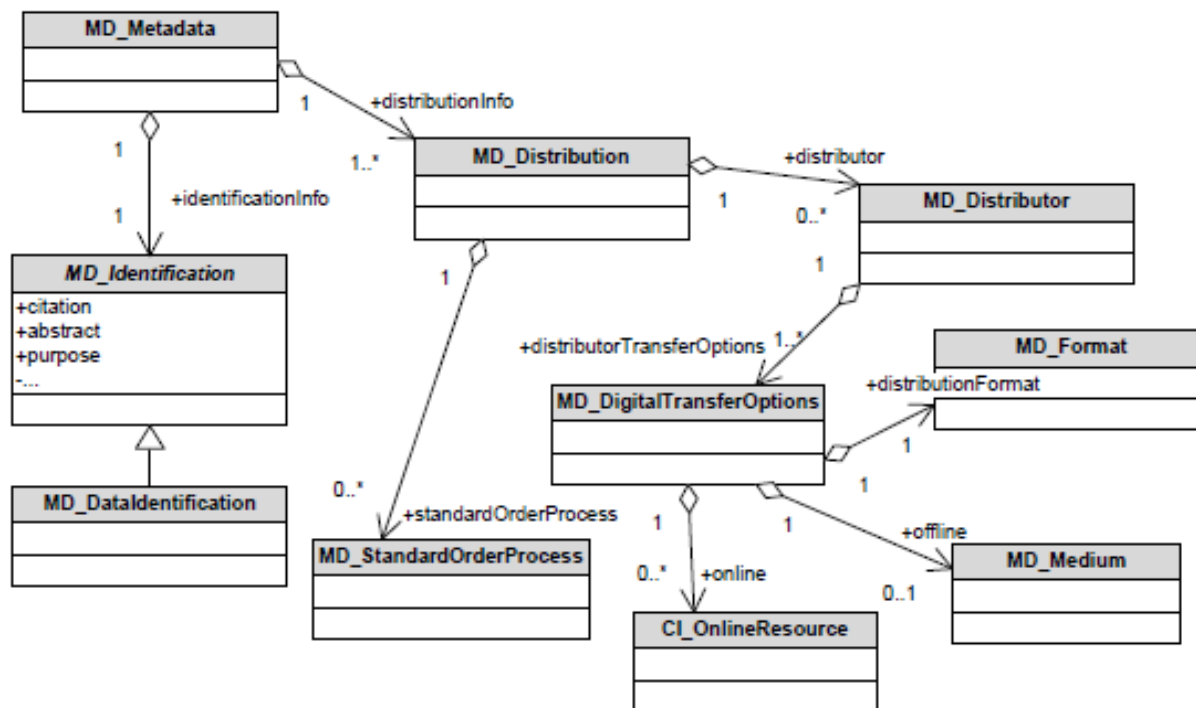 MD_Metadata
1
+distributionInfo
1..*
1
+identificationInfo
1
MD_Distribution
1
+distributor
0..*
MD_Distributor
MD_Identification
+citation
+abstract
+purpose
-...
1
1
+distributorTransferOptions
1..*
MD_Format
+distributionFormat
MD_DigitalTransferOptions
1
1
MD_DataIdentification
0..*
+standardOrderProcess
MD_StandardOrderProcess
1
1
+offline
0..1
MD_Medium
0..*
+online
CI_OnlineResource